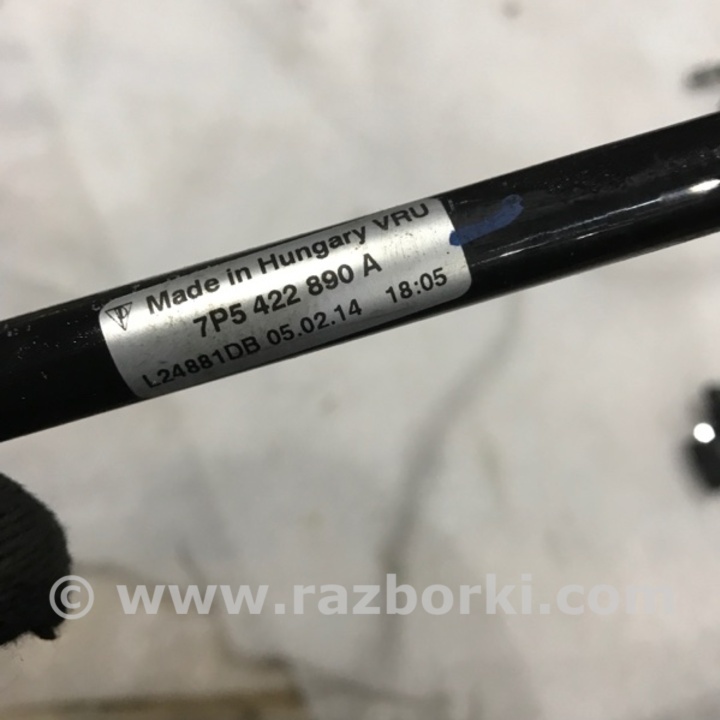 Made in Hungary VRU
7P5 422 890 A
L24881DB 05.02.14 18:05
© www.razborki.com